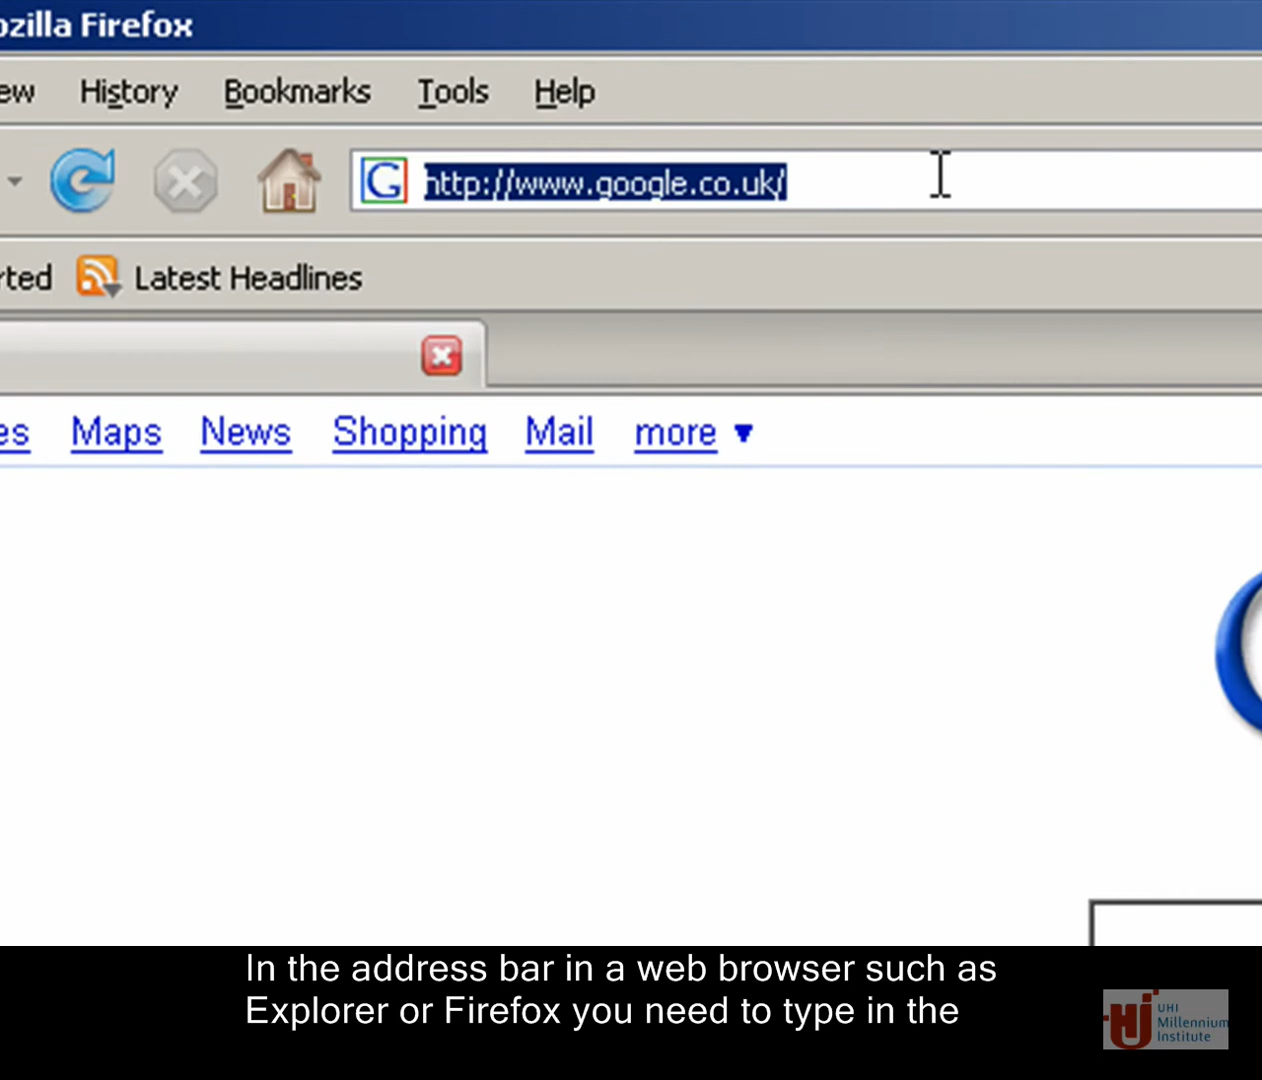 ozilla Firefox
ew History Bookmarks Tools Help
http://www.google.co.uk/
rted Latest Headlines
es Maps News Shopping Mail more ▼
In the address bar in a web browser such as
Explorer or Firefox you need to type in the
UHI
Millennium
Institute